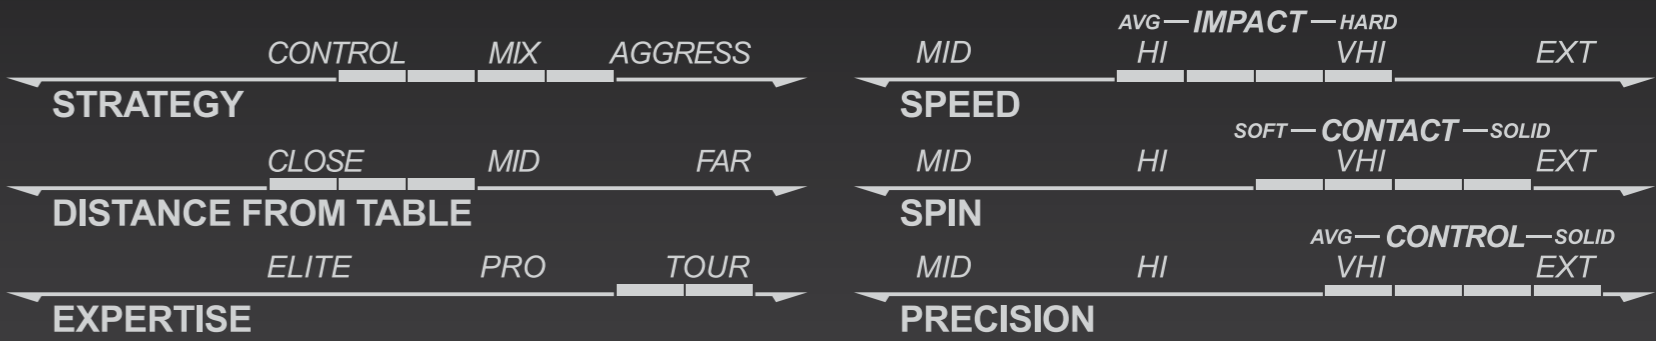 CONTROL MIX AGGRESS
STRATEGY
CLOSE MID FAR
DISTANCE FROM TABLE
ELITE PRO TOUR
EXPERTISE
AVG — IMPACT — HARD
MID HI VHI EXT
SPEED
SOFT — CONTACT — SOLID
MID HI VHI EXT
SPIN
AVG — CONTROL — SOLID
MID HI VHI EXT
PRECISION